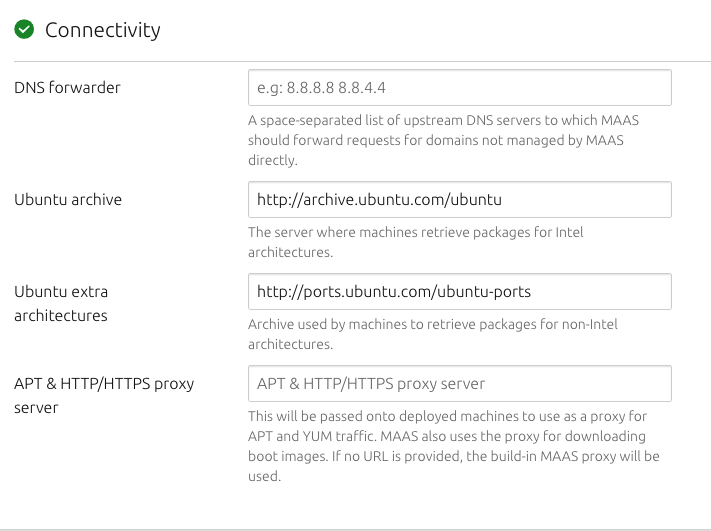 Connectivity
DNS forwarder
e.g: 8.8.8.8 8.8.4.4
A space-separated list of upstream DNS servers to which MAAS
should forward requests for domains not managed by MAAS
directly.
Ubuntu archive
http://archive.ubuntu.com/ubuntu
The server where machines retrieve packages for Intel
architectures.
Ubuntu extra
architectures
http://ports.ubuntu.com/ubuntu-ports
Archive used by machines to retrieve packages for non-Intel
architectures.
APT & HTTP/HTTPS proxy
server
APT & HTTP/HTTPS proxy server
This will be passed onto deployed machines to use as a proxy for
APT and YUM traffic. MAAS also uses the proxy for downloading
boot images. If no URL is provided, the build-in MAAS proxy will be
used.